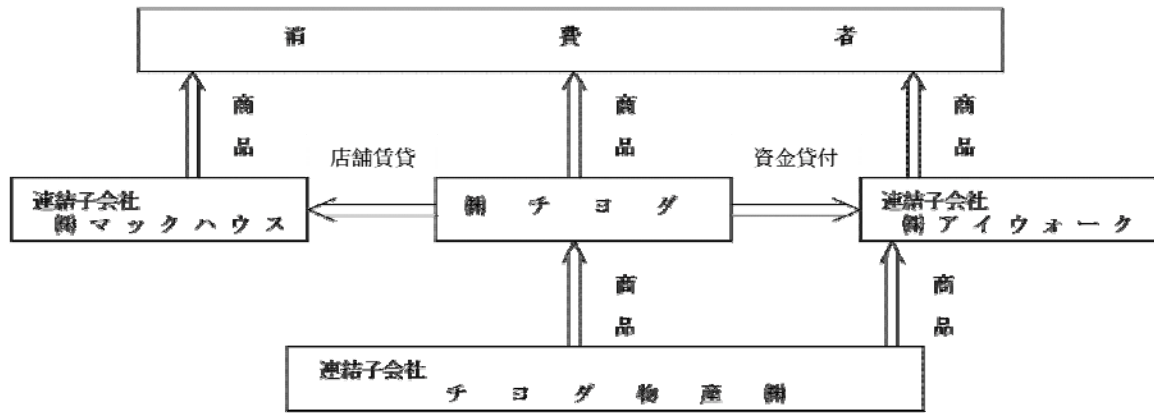 消費者
商品
商品
商品
店舗賃貸
資金貸付
連結子会社
㈱マックハウス
㈱チヨダ
連結子会社
㈱アイウォーク
商品
商品
連結子会社
チヨダ物産㈱